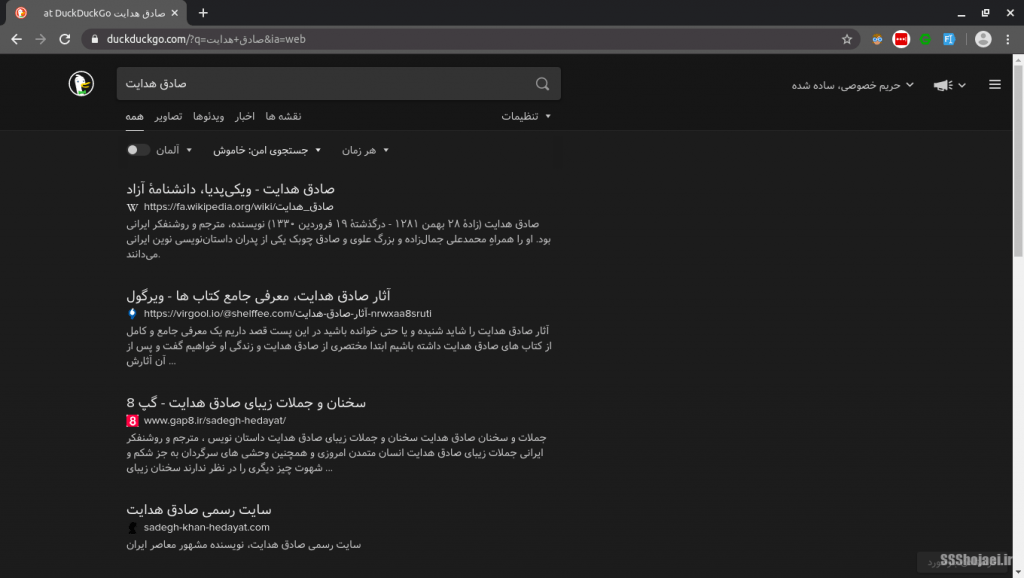 صادق هدایت at DuckDuckGo
duckduckgo.com/?q=صادق+هدایت&ia=web
صادق هدایت
حریم خصوصی، ساده شده
همه تصاویر ویدئوها اخبار نقشه ها تنظیمات
آلمان جستجوی امن: خاموش هر زمان
صادق هدایت - ویکی‌پدیا، دانشنامهٔ آزاد
W https://fa.wikipedia.org/wiki/صادق_هدایت
صادق هدایت (زادهٔ ۲۸ بهمن ۱۲۸۱ - درگذشتهٔ ۱۹ فروردین ۱۳۳۰) نویسنده، مترجم و روشنفکر ایرانی
بود. او را همراهِ محمدعلی جمال‌زاده و بزرگ علوی و صادق چوبک یکی از پدران داستان‌نویسی نوین ایرانی
می‌دانند.
آثار صادق هدایت، معرفی جامع کتاب ها - ویرگول
https://virgool.io/@shelffee.com/آثار-صادق-هدایت-nrwxaa8sruti
آثار صادق هدایت را شاید شنیده و یا حتی خوانده باشید در این پست قصد داریم یک معرفی جامع و کامل
از کتاب های صادق هدایت داشته باشیم ابتدا مختصری از صادق هدایت و زندگی او خواهیم گفت و پس از
آن آثارش ...
سخنان و جملات زیبای صادق هدایت - گپ 8
8 www.gap8.ir/sadegh-hedayat/
جملات و سخنان صادق هدایت سخنان و جملات زیبای صادق هدایت داستان نویس ، مترجم و روشنفکر
ایرانی جملات زیبای صادق هدایت انسان متمدن امروزی و همچنین وحشی های سرگردان به جز شکم و
شهوت چیز دیگری را در نظر ندارند سخنان زیبای ...
سایت رسمی صادق هدایت
sadegh-khan-hedayat.com
سایت رسمی صادق هدایت، نویسنده مشهور معاصر ایران
SSShojaei.ir